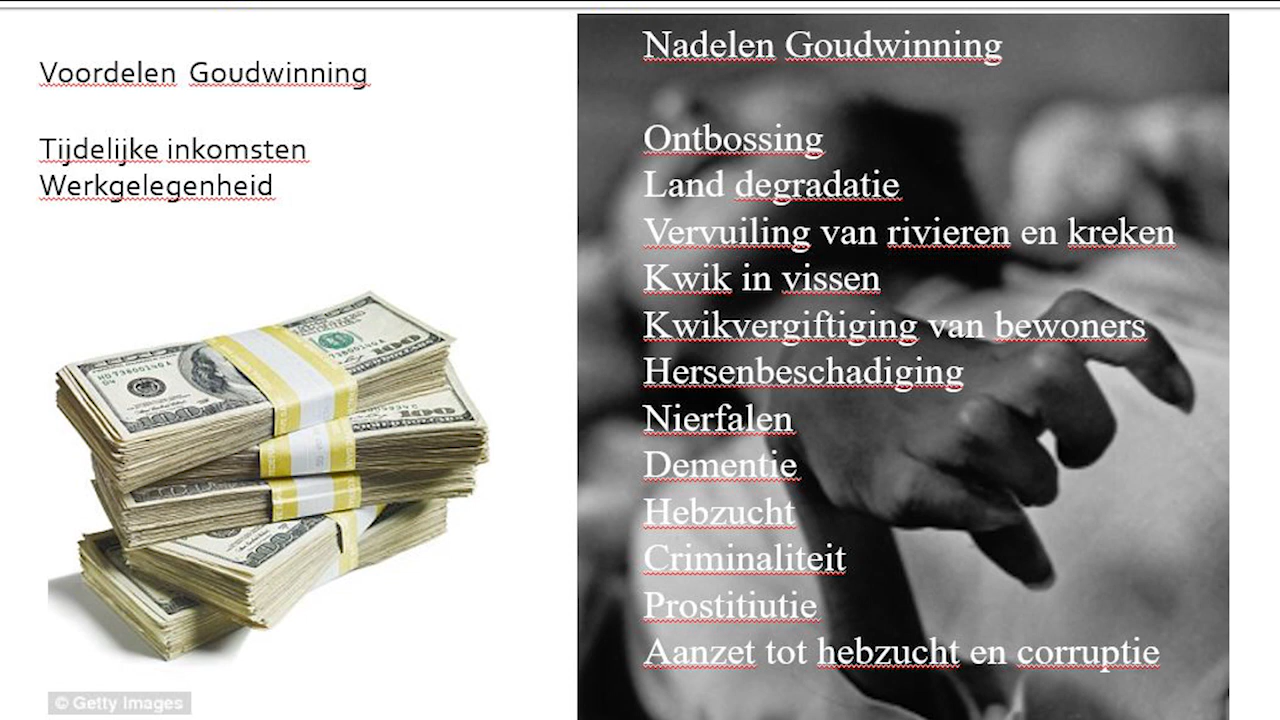 Voordelen Goudwinning
Tijdelijke inkomsten
Werkgelegenheid
© Getty Images
Nadelen Goudwinning
Ontbossing
Land degradatie
Vervuiling van rivieren en kreken
Kwik in vissen
Kwikvergiftiging van bewoners
Hersenbeschadiging
Nierfalen
Dementie
Hebzucht
Criminaliteit
Prostitiutie
Aanzet tot hebzucht en corruptie